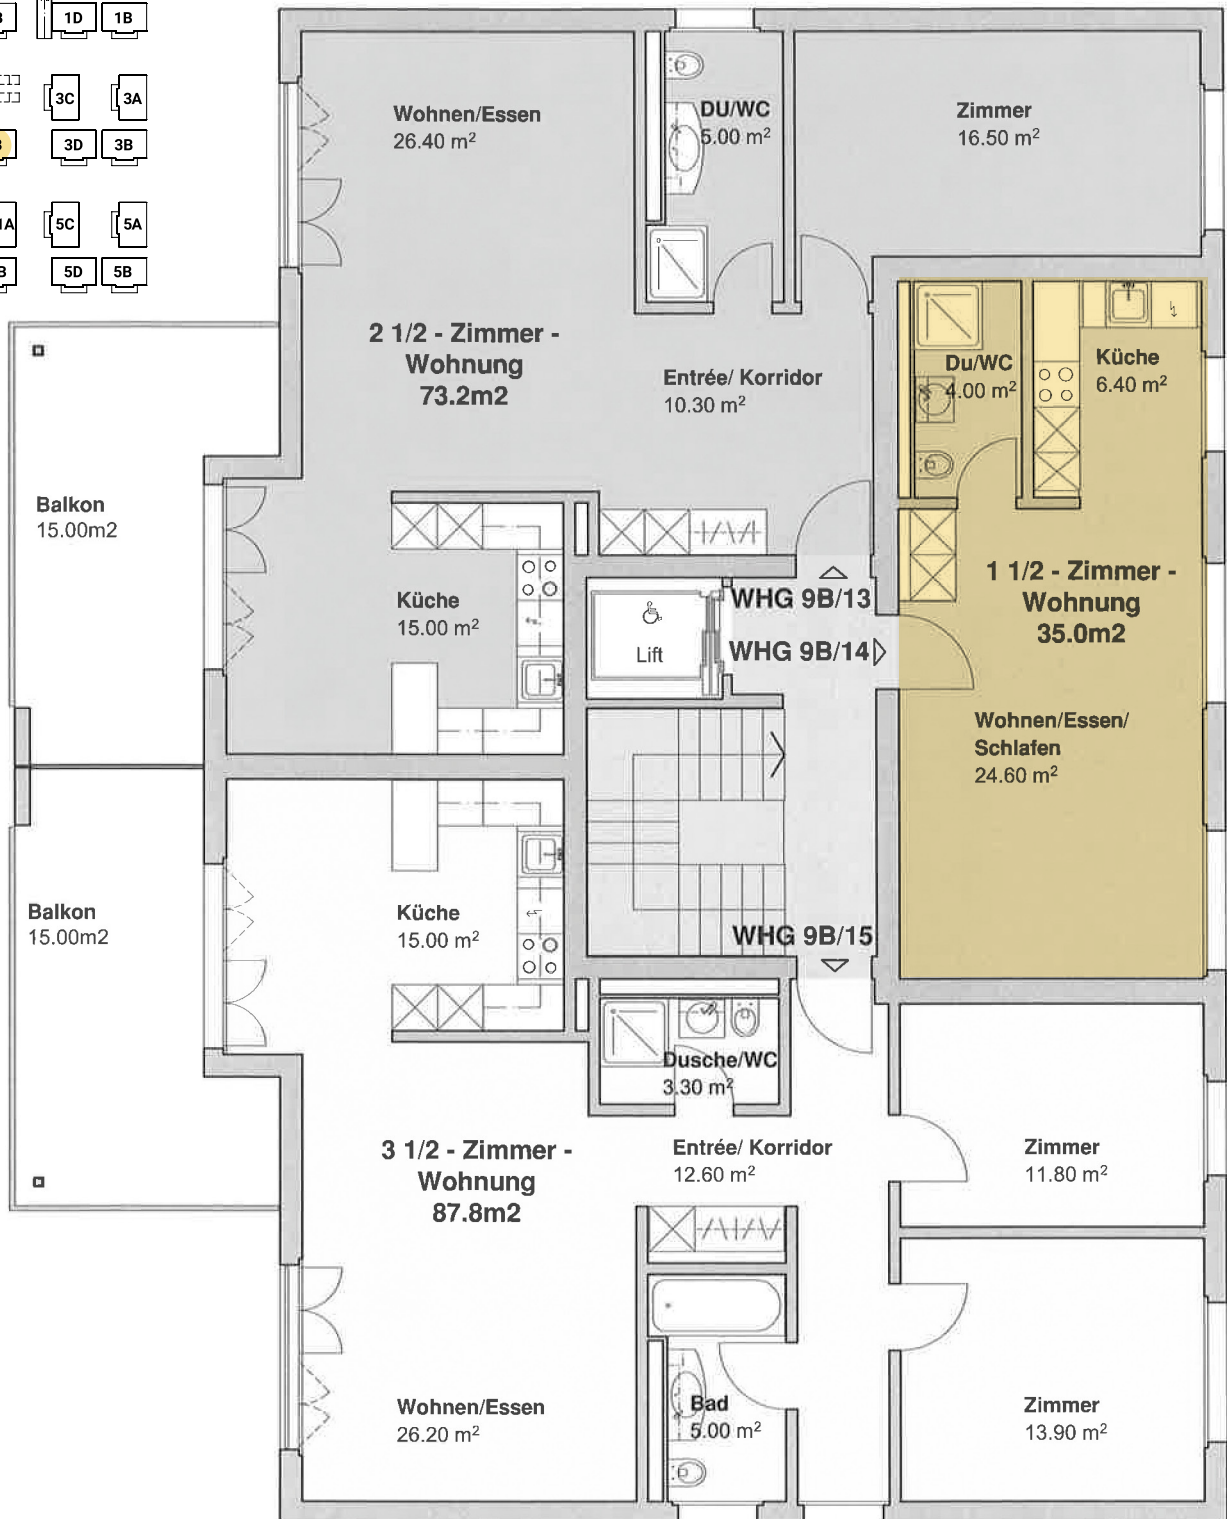 1D
1B
3C
3A
3D
3B
5C
5A
5D
5B
Wohnen/Essen
26.40 m²
DU/WC
5.00 m²
Zimmer
16.50 m²
2 1/2 - Zimmer -
Wohnung
73.2m2
Entrée/ Korridor
10.30 m²
Du/WC
4.00 m²
Küche
6.40 m²
Balkon
15.00m2
Küche
15.00 m²
Lift
WHG 9B/13
WHG 9B/14
1 1/2 - Zimmer -
Wohnung
35.0m2
Wohnen/Essen/
Schlafen
24.60 m²
Balkon
15.00m2
Küche
15.00 m²
WHG 9B/15
Dusche/WC
3.30 m²
3 1/2 - Zimmer -
Wohnung
87.8m2
Entrée/ Korridor
12.60 m²
Zimmer
11.80 m²
Wohnen/Essen
26.20 m²
Bad
5.00 m²
Zimmer
13.90 m²